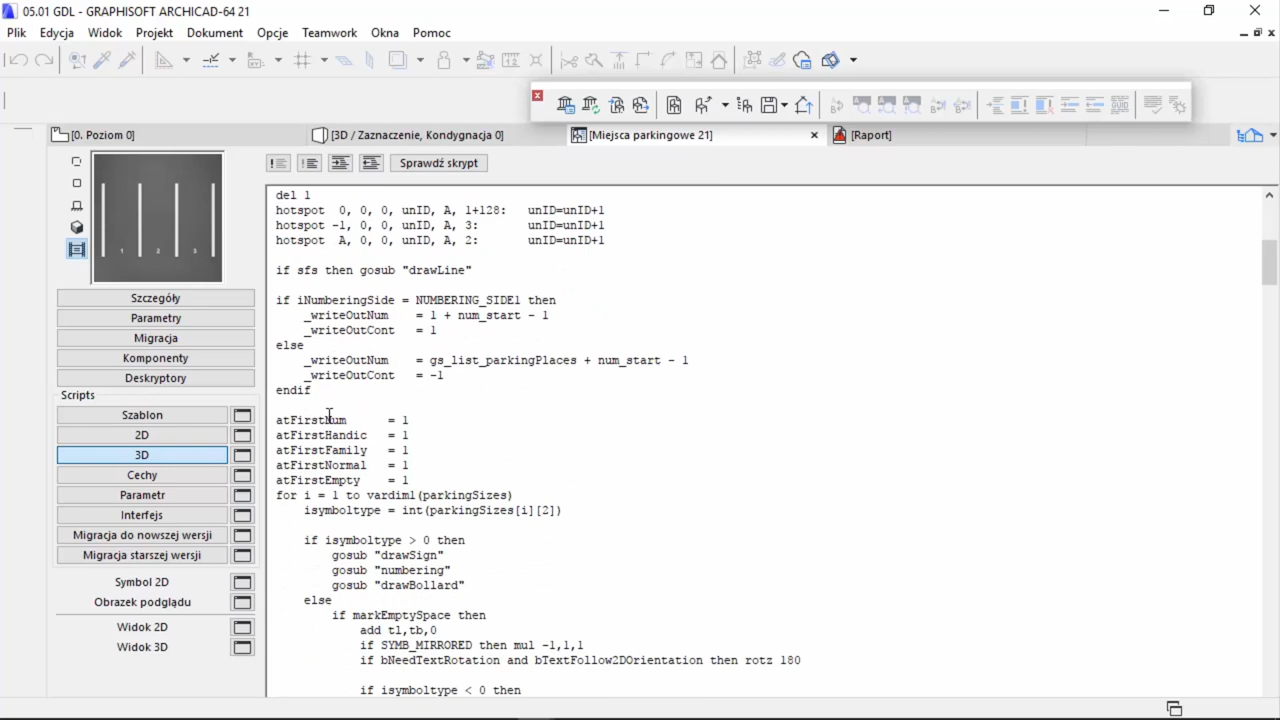 05.01 GDL - GRAPHISOFT ARCHICAD-64 21
Plik Edycja Widok Projekt Dokument Opcje Teamwork Okna Pomoc
[0. Poziom 0] [3D / Zaznaczenie, Kondygnacja 0] [Miejsca parkingowe 21] [Raport]
Sprawdź skrypt
1 2 3
Szczegóły
Parametry
Migracja
Komponenty
Deskryptory
Scripts
Szablon
2D
3D
Cechy
Parametr
Interfejs
Migracja do nowszej wersji
Migracja starszej wersji
Symbol 2D
Obrazek podglądu
Widok 2D
Widok 3D
del 1
hotspot 0, 0, 0, unID, A, 1+128: unID=unID+1
hotspot -1, 0, 0, unID, A, 3: unID=unID+1
hotspot A, 0, 0, unID, A, 2: unID=unID+1
if sfs then gosub "drawLine"
if iNumberingSide = NUMBERING_SIDE1 then
_writeOutNum = 1 + num_start - 1
_writeOutCont = 1
else
_writeOutNum = gs_list_parkingPlaces + num_start - 1
_writeOutCont = -1
endif
atFirstNum = 1
atFirstHandic = 1
atFirstFamily = 1
atFirstNormal = 1
atFirstEmpty = 1
for i = 1 to vardim1(parkingSizes)
isymboltype = int(parkingSizes[i][2])
if isymboltype > 0 then
gosub "drawSign"
gosub "numbering"
gosub "drawBollard"
else
if markEmptySpace then
add tl,tb,0
if SYMB_MIRRORED then mul -1,1,1
if bNeedTextRotation and bTextFollow2DOrientation then rotz 180
if isymboltype < 0 then